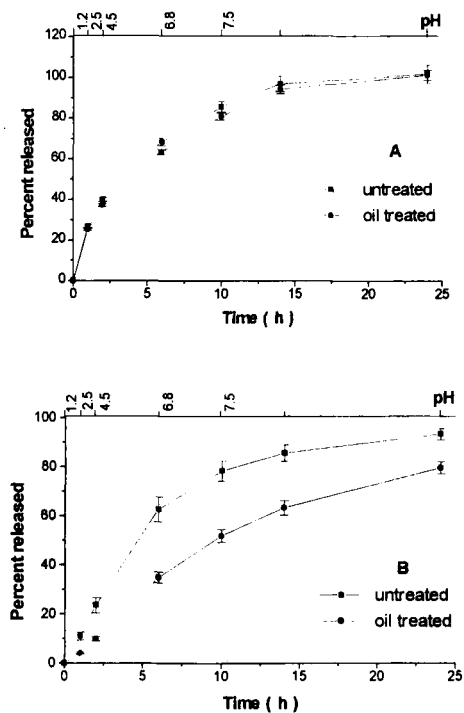 1.2 2.5 4.5 6.8 7.5 pH
120
100
80
60
40
20
0
Percent released
A
untreated
oil treated
0 5 10 15 20 25
Time ( h )
1.2 2.5 4.5 6.8 7.5 pH
100
80
60
40
20
0
Percent released
B
untreated
oil treated
0 5 10 15 20 25
Time ( h )